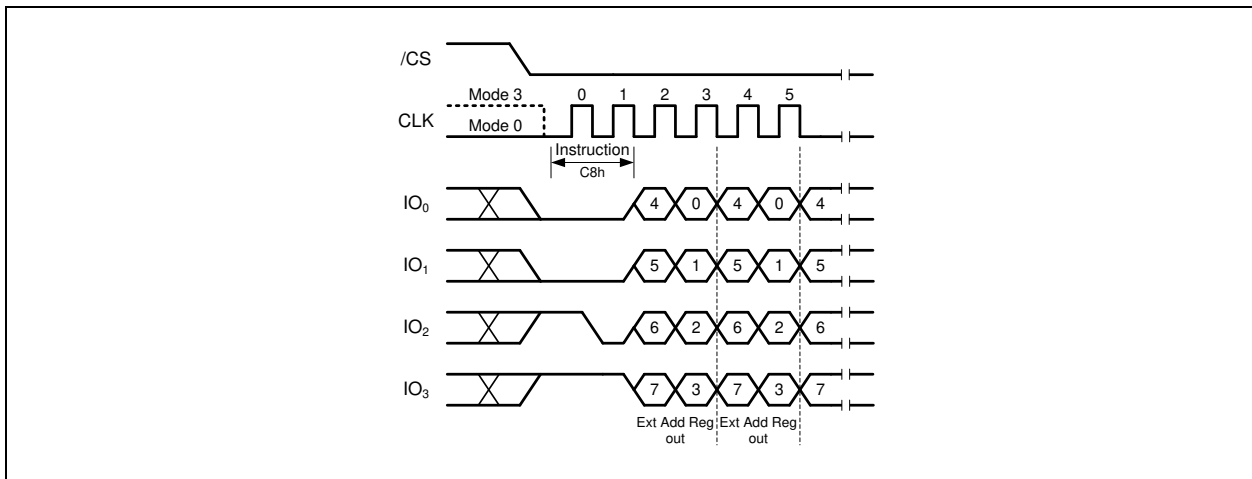 /CS
Mode 3 0 1 2 3 4 5
CLK
Mode 0
Instruction
C8h
IO₀ 4 0 4 0 4
IO₁ 5 1 5 1 5
IO₂ 6 2 6 2 6
IO₃ 7 3 7 3 7
Ext Add Reg Ext Add Reg
out out